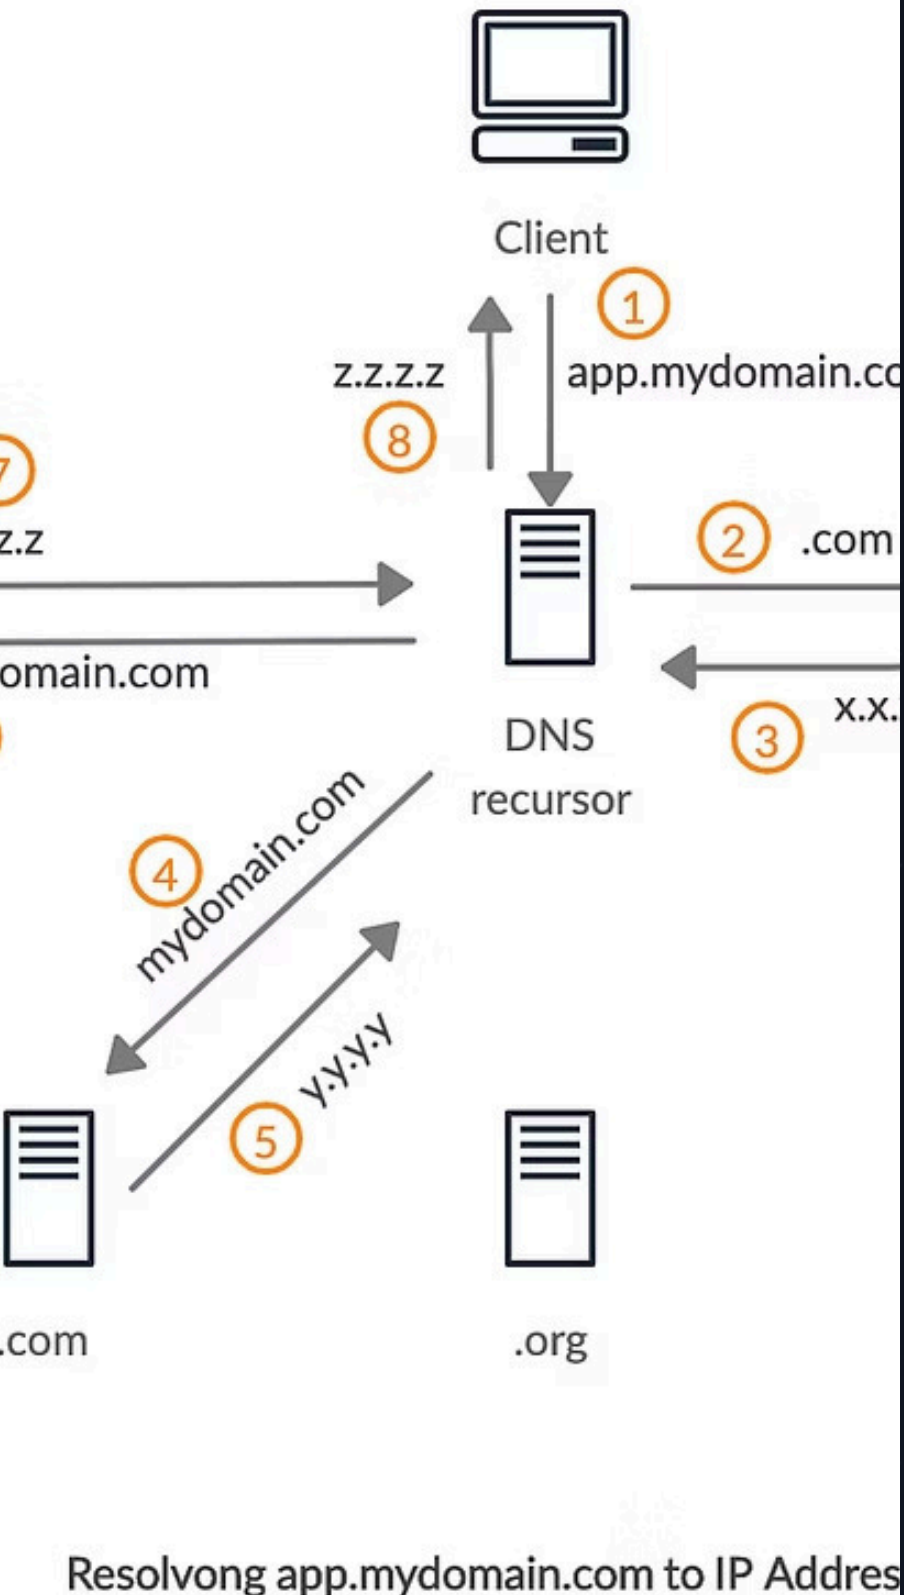 Client
1
z.z.z.z
app.mydomain.co
8
7
2
.com
z.z
omain.com
x.x.
3
DNS
recursor
4
mydomain.com
y.y.y.y
5
.com
.org
Resolvong app.mydomain.com to IP Addres